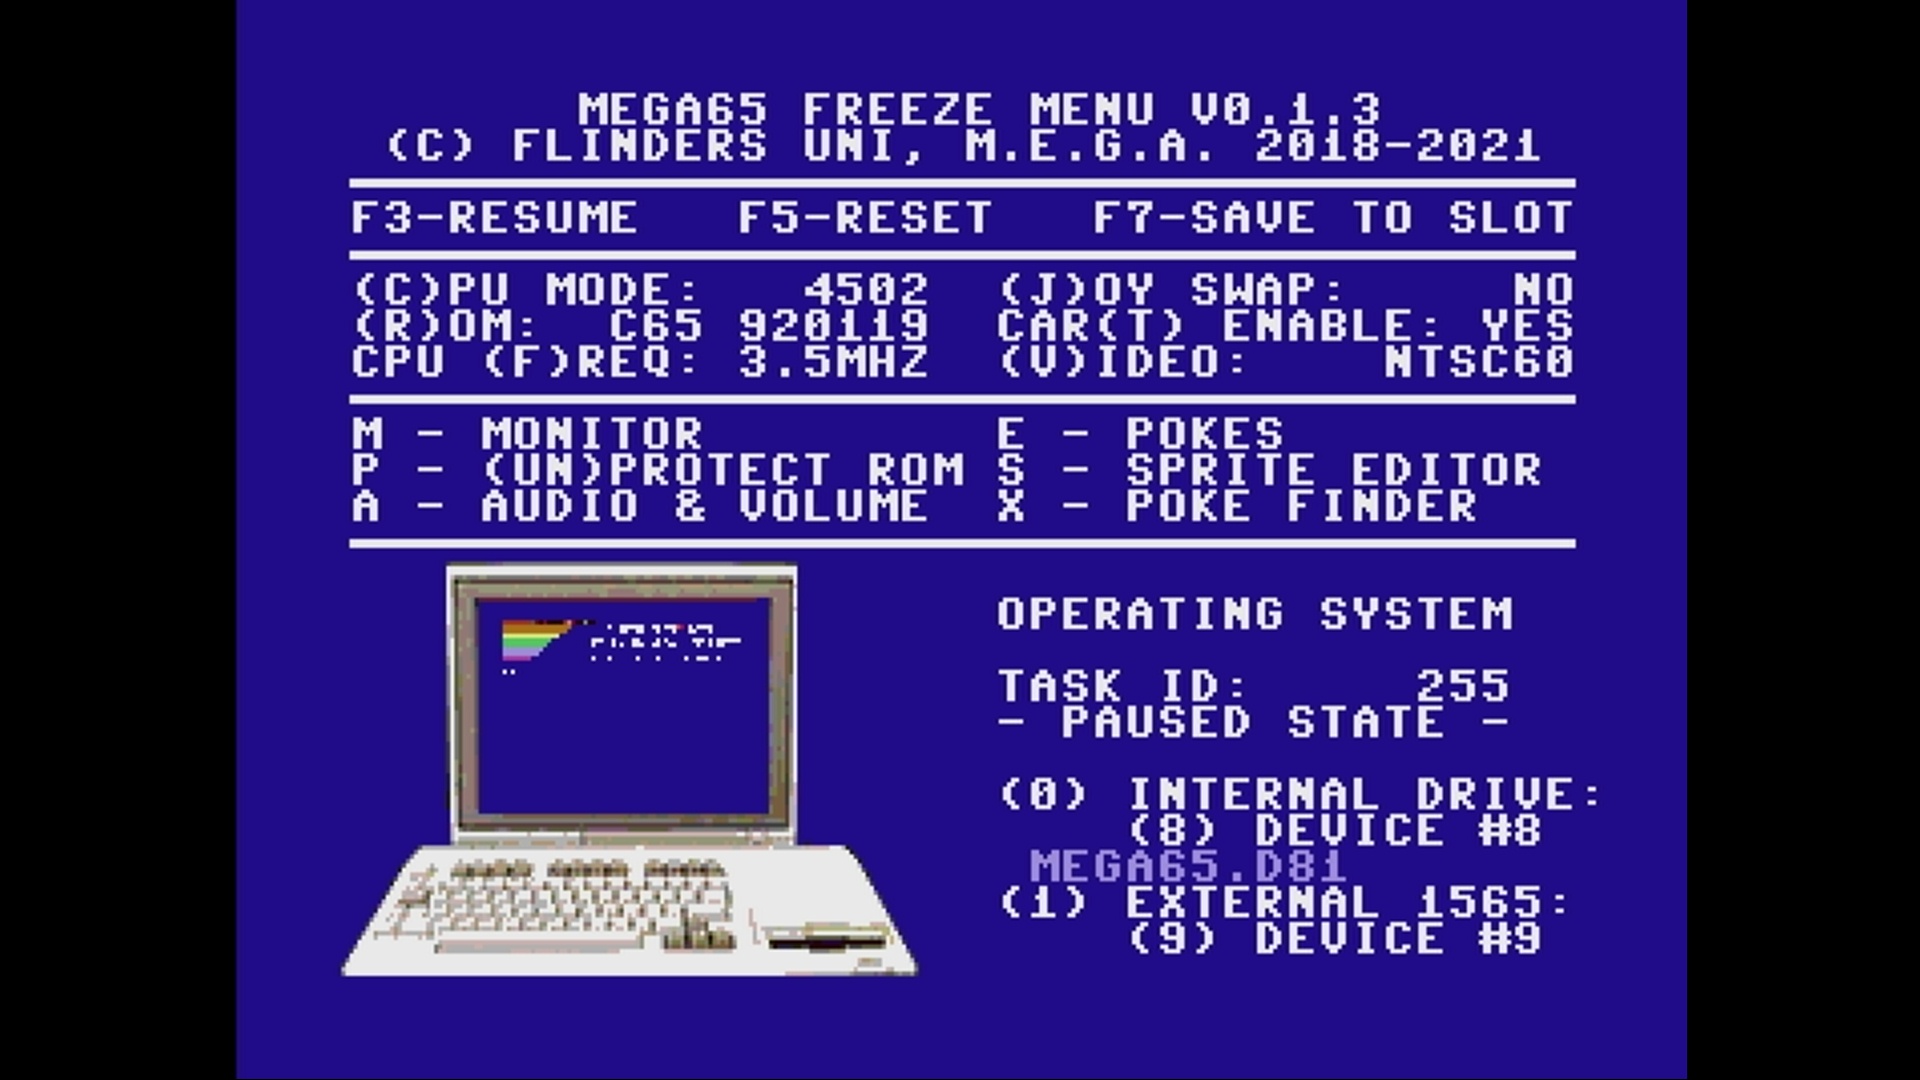 MEGA65 FREEZE MENU V0.1.3
(C) FLINDERS UNI, M.E.G.A. 2018-2021
F3-RESUME F5-RESET F7-SAVE TO SLOT
(C)PU MODE: 4502 (J)OY SWAP: NO
(R)OM: C65 920119 CAR(T) ENABLE: YES
CPU (F)REQ: 3.5MHZ (V)IDEO: NTSC60
M - MONITOR E - POKES
P - (UN)PROTECT ROM S - SPRITE EDITOR
A - AUDIO & VOLUME X - POKE FINDER
OPERATING SYSTEM
TASK ID: 255
- PAUSED STATE -
(0) INTERNAL DRIVE:
(8) DEVICE #8
MEGA65.D81
(1) EXTERNAL 1565:
(9) DEVICE #9